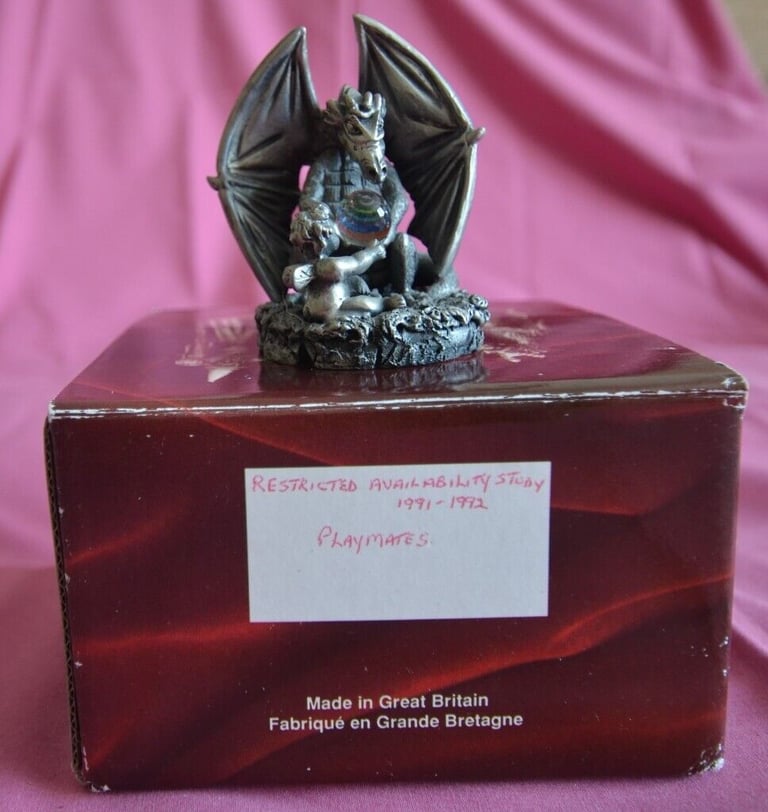 RESTRICTED AVAILABILITY STUDY
1991-1992
PLAYMATES.
Made in Great Britain
Fabriqué en Grande Bretagne